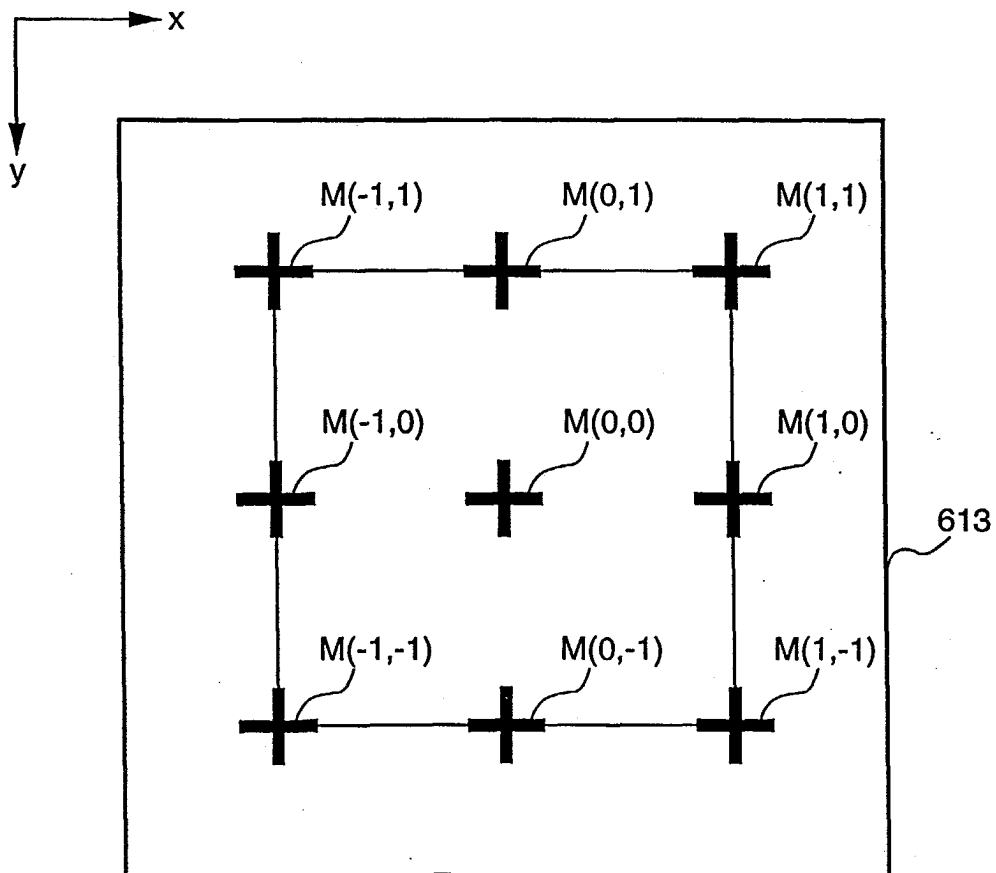 x
y
M(-1,1) M(0,1) M(1,1)
M(-1,0) M(0,0) M(1,0)
613
M(-1,-1) M(0,-1) M(1,-1)